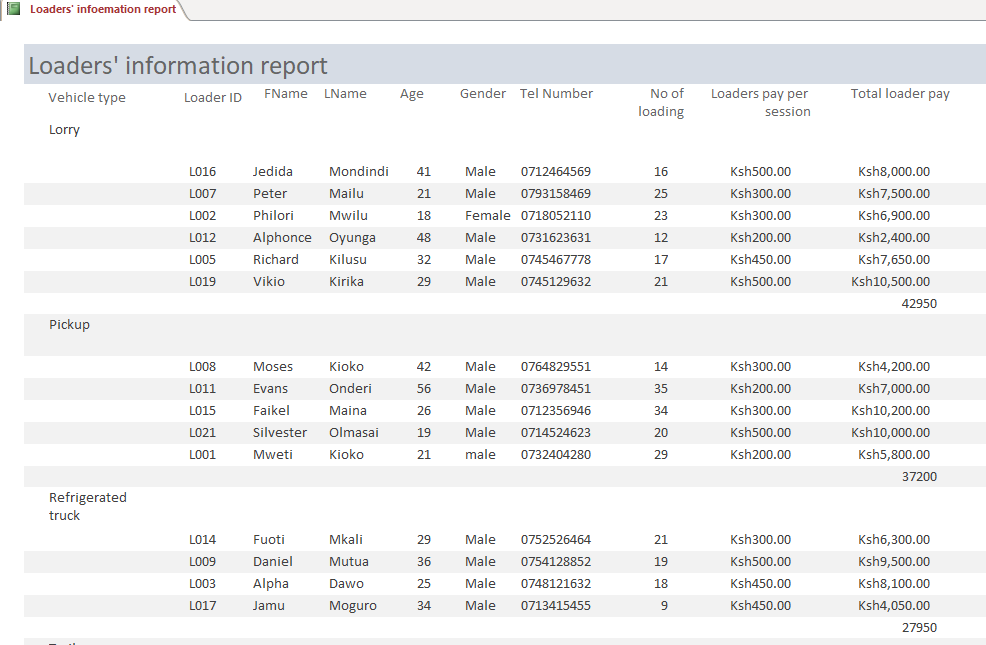 Loaders' infoemation report
Loaders' information report
Vehicle type Loader ID FName LName Age Gender Tel Number No of loading Loaders pay per session Total loader pay
Lorry
L016 Jedida Mondindi 41 Male 0712464569 16 Ksh500.00 Ksh8,000.00
L007 Peter Mailu 21 Male 0793158469 25 Ksh300.00 Ksh7,500.00
L002 Philori Mwilu 18 Female 0718052110 23 Ksh300.00 Ksh6,900.00
L012 Alphonce Oyunga 48 Male 0731623631 12 Ksh200.00 Ksh2,400.00
L005 Richard Kilusu 32 Male 0745467778 17 Ksh450.00 Ksh7,650.00
L019 Vikio Kirika 29 Male 0745129632 21 Ksh500.00 Ksh10,500.00
42950
Pickup
L008 Moses Kioko 42 Male 0764829551 14 Ksh300.00 Ksh4,200.00
L011 Evans Onderi 56 Male 0736978451 35 Ksh200.00 Ksh7,000.00
L015 Faikel Maina 26 Male 0712356946 34 Ksh300.00 Ksh10,200.00
L021 Silvester Olmasai 19 Male 0714524623 20 Ksh500.00 Ksh10,000.00
L001 Mweti Kioko 21 male 0732404280 29 Ksh200.00 Ksh5,800.00
37200
Refrigerated
truck
L014 Fuoti Mkali 29 Male 0752526464 21 Ksh300.00 Ksh6,300.00
L009 Daniel Mutua 36 Male 0754128852 19 Ksh500.00 Ksh9,500.00
L003 Alpha Dawo 25 Male 0748121632 18 Ksh450.00 Ksh8,100.00
L017 Jamu Moguro 34 Male 0713415455 9 Ksh450.00 Ksh4,050.00
27950